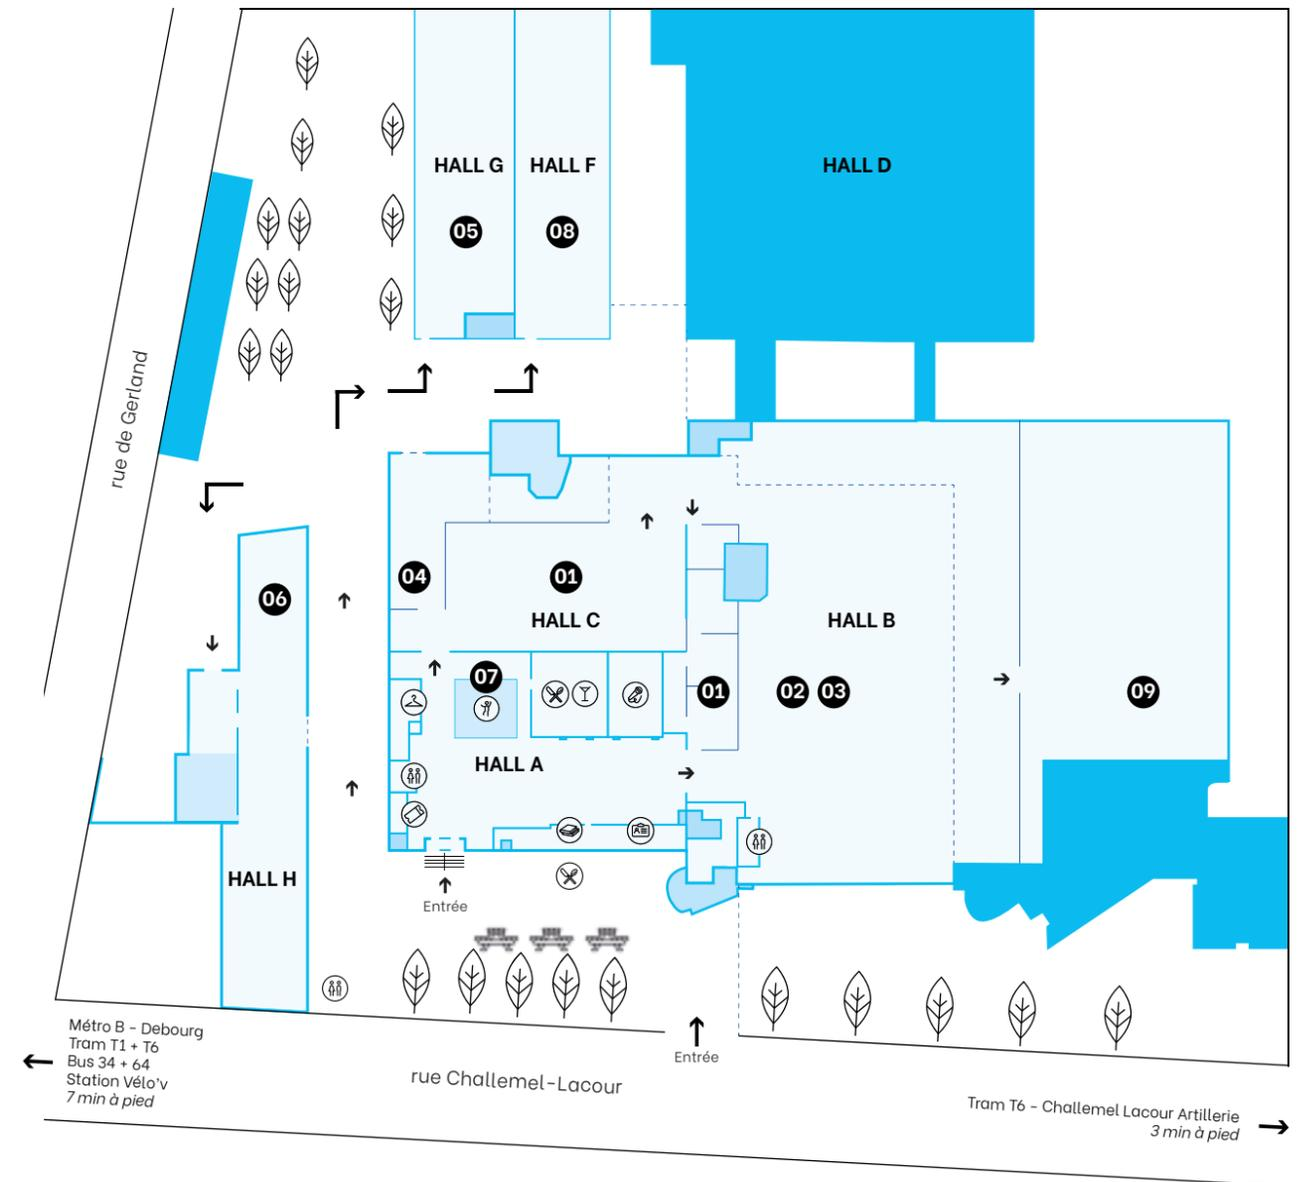 HALL G
HALL F
HALL D
05
08
rue de Gerland
04
01
06
HALL C
HALL B
07
01
02
03
09
HALL A
HALL H
Entrée
Métro B - Debourg
Tram T1 + T6
Bus 34 + 64
Station Vélo'v
7 min à pied
Entrée
rue Challemel-Lacour
Tram T6 - Challemel Lacour Artillerie
3 min à pied